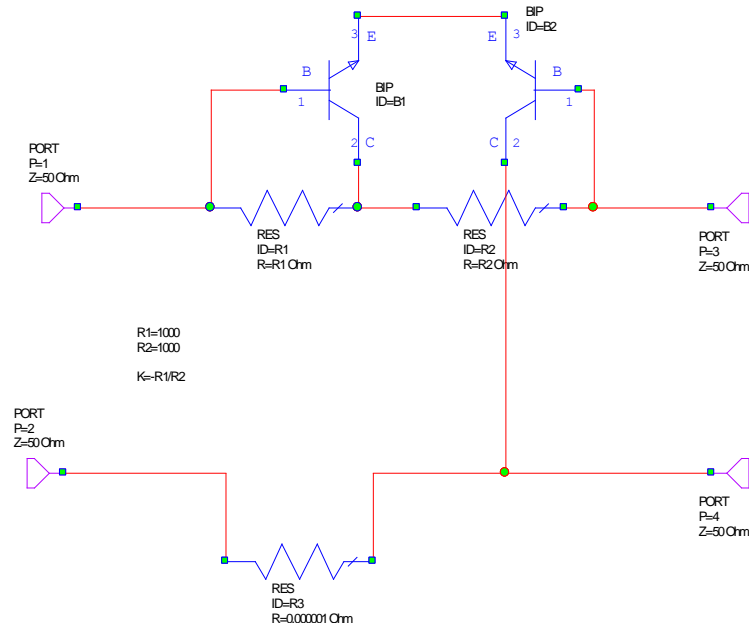 BIP
ID=B2
3
E
E
3
B
1
BIP
ID=B1
B
1
2
C
C
2
PORT
P=1
Z=50 Ohm
RES
ID=R1
R=R1 Ohm
RES
ID=R2
R=R2 Ohm
PORT
P=3
Z=50 Ohm
R1=1000
R2=1000
K=-R1/R2
PORT
P=2
Z=50 Ohm
PORT
P=4
Z=50 Ohm
RES
ID=R3
R=0.000001 Ohm